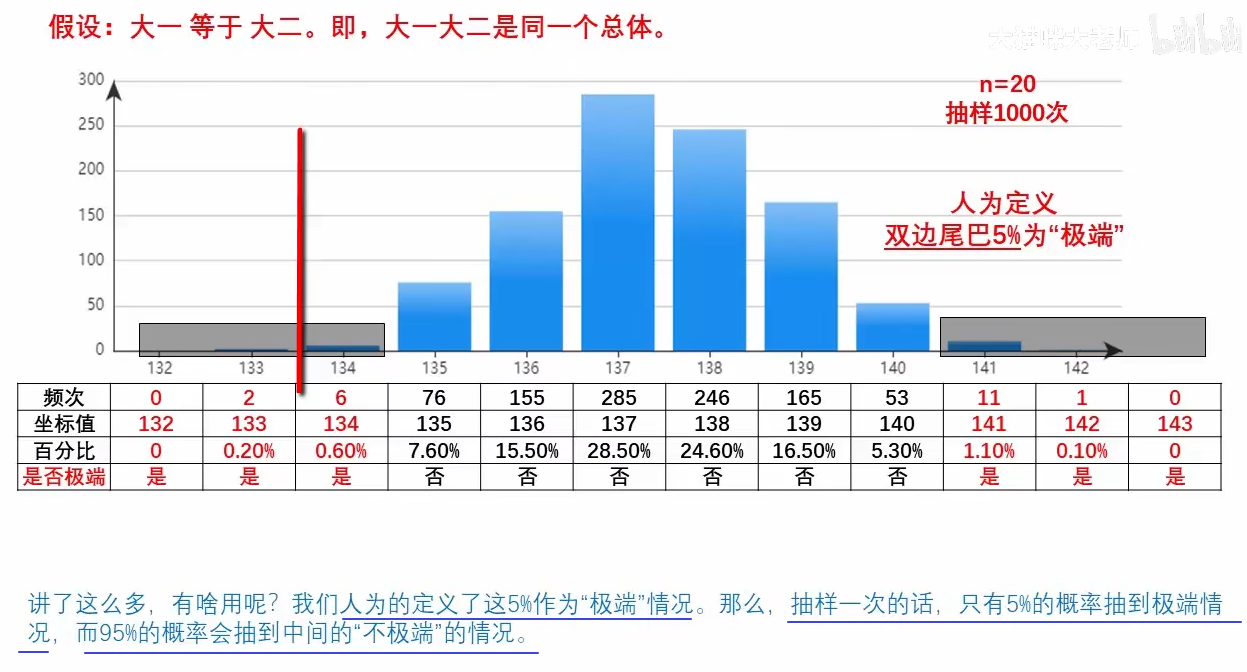 假设：大一 等于 大二。即，大一大二是同一个总体。
n=20
抽样1000次
人为定义
双边尾巴5%为“极端”
300
250
200
150
100
50
0
132 133 134 135 136 137 138 139 140 141 142
频次 0 2 6 76 155 285 246 165 53 11 1 0
坐标值 132 133 134 135 136 137 138 139 140 141 142 143
百分比 0 0.20% 0.60% 7.60% 15.50% 28.50% 24.60% 16.50% 5.30% 1.10% 0.10% 0
是否极端 是 是 是 否 否 否 否 否 否 是 是 是
讲了这么多，有啥用呢？我们人为的定义了这5%作为“极端”情况。那么，抽样一次的话，只有5%的概率抽到极端情
况，而95%的概率会抽到中间的“不极端”的情况。